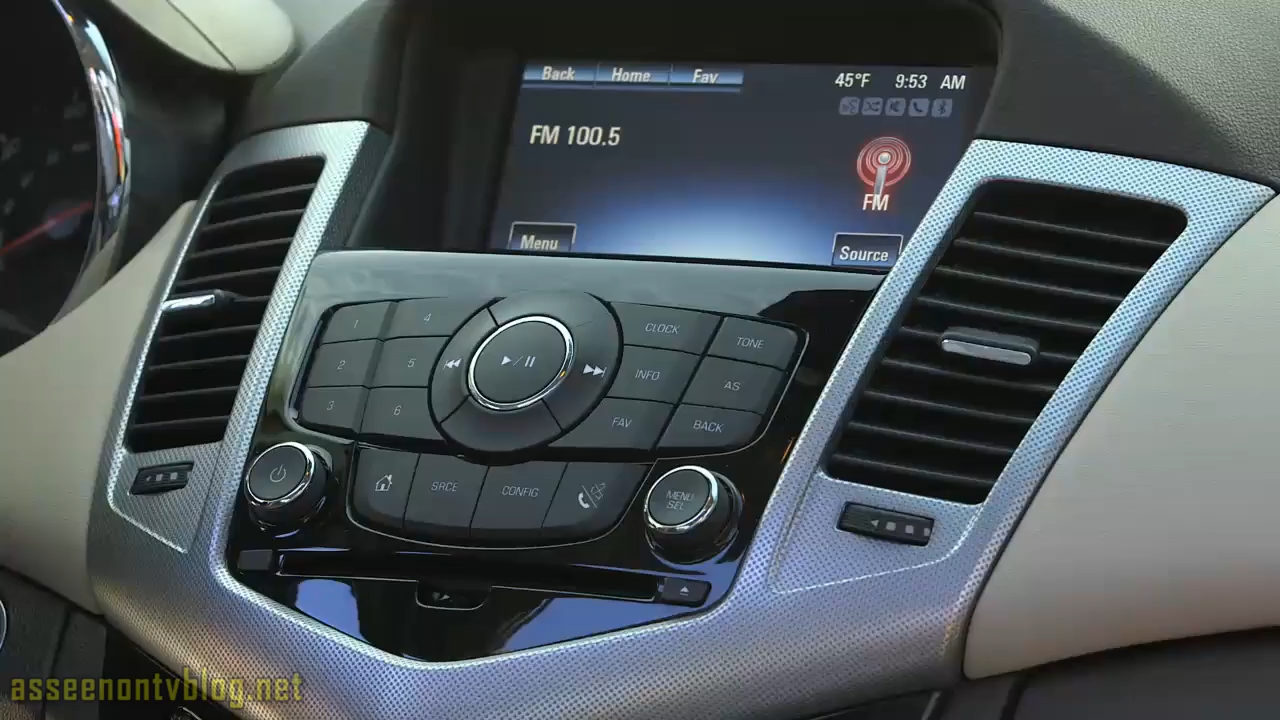 Back Home Fav
45°F 9:53 AM
FM 100.5
FM
Menu
Source
1 4
2 5
3 6
CLOCK TONE
INFO AS
FAV BACK
SRCE CONFIG
MENU
SEL
asseenontvblog.net